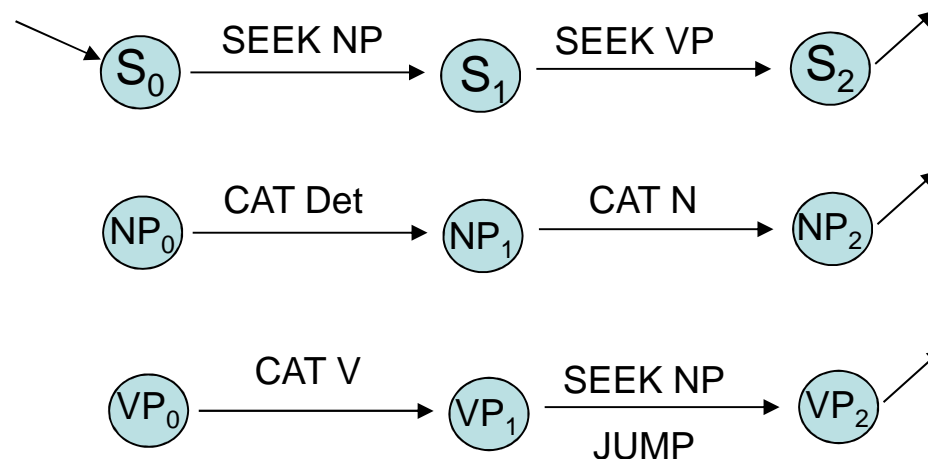 S₀ SEEK NP S₁ SEEK VP S₂
NP₀ CAT Det NP₁ CAT N NP₂
VP₀ CAT V VP₁ SEEK NP VP₂
JUMP